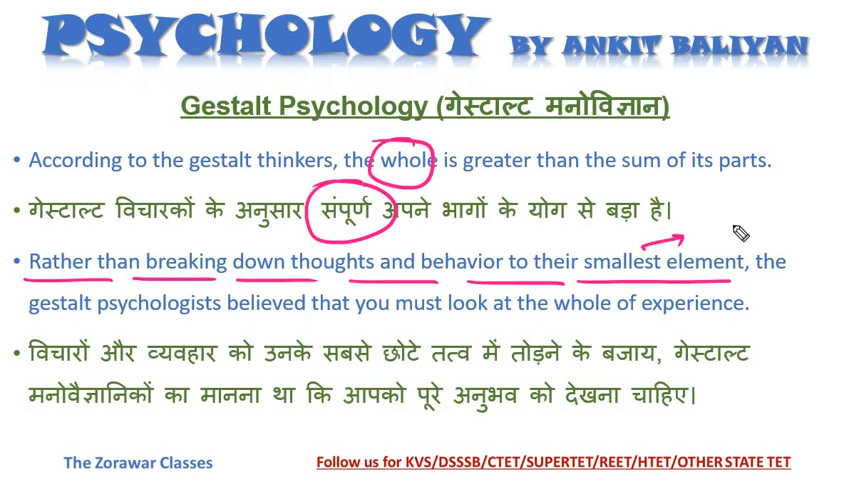 PSYCHOLOGY BY ANKIT BALIYAN
Gestalt Psychology (गेस्टाल्ट मनोविज्ञान)
• According to the gestalt thinkers, the whole is greater than the sum of its parts.
• गेस्टाल्ट विचारकों के अनुसार संपूर्ण अपने भागों के योग से बड़ा है।
• Rather than breaking down thoughts and behavior to their smallest element, the
gestalt psychologists believed that you must look at the whole of experience.
• विचारों और व्यवहार को उनके सबसे छोटे तत्व में तोड़ने के बजाय, गेस्टाल्ट
मनोवैज्ञानिकों का मानना था कि आपको पूरे अनुभव को देखना चाहिए।
The Zorawar Classes
Follow us for KVS/DSSSB/CTET/SUPERTET/REET/HTET/OTHER STATE TET